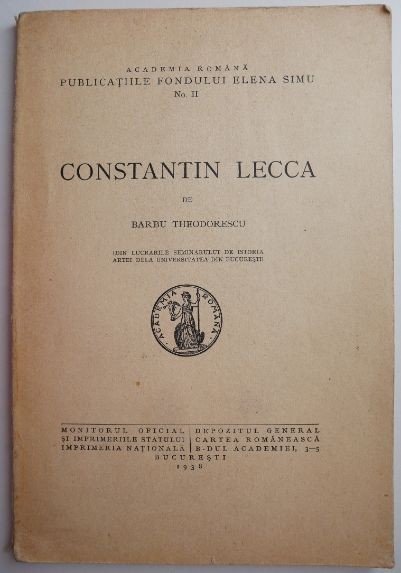 ACADEMIA ROMÂNĂ
PUBLICAȚIILE FONDULUI ELENA SIMU
No. II
CONSTANTIN LECCA
DE
BARBU THEODORESCU
(DIN LUCRARILE SEMINARULUI DE ISTORIA
ARTEI DELA UNIVERSITATEA DIN BUCUREȘTI)
ACADEMIA ROMÂNĂ
MONITORUL OFICIAL
ȘI IMPRIMERIILE STATULUI
IMPRIMERIA NAȚIONALĂ
DEPOZITUL GENERAL
CARTEA ROMÂNEASCĂ
B-DUL ACADEMIEI, 3—5
BUCUREȘTI
1938